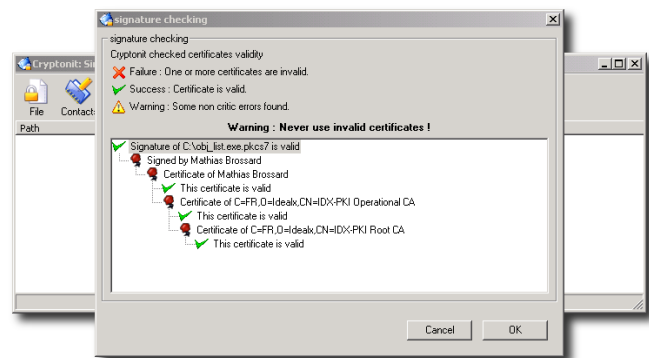 signature checking
signature checking
Cryptonit checked certificates validity
Failure : One or more certificates are invalid.
Success : Certificate is valid.
Warning : Some non critic errors found.
Warning : Never use invalid certificates !
Signature of C:\obj_list.exe.pkcs7 is valid
Signed by Mathias Brossard
Certificate of Mathias Brossard
This certificate is valid
Certificate of C=FR,O=Idealx,CN=IDX-PKI Operational CA
This certificate is valid
Certificate of C=FR,O=Idealx,CN=IDX-PKI Root CA
This certificate is valid
Cancel OK
Cryptonit: Si
File Contact
Path